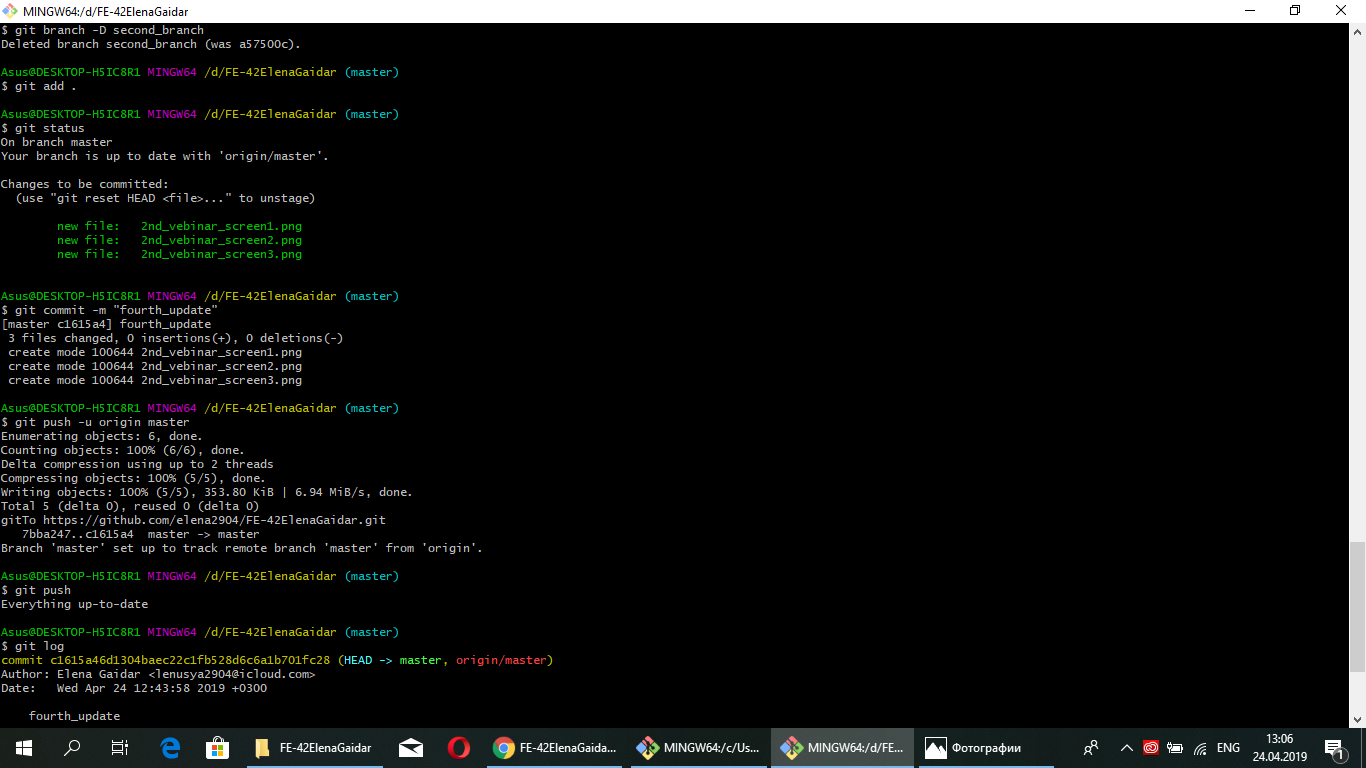 MINGW64:/d/FE-42ElenaGaidar
$ git branch -D second_branch
Deleted branch second_branch (was a57500c).
Asus@DESKTOP-H5IC8R1 MINGW64 /d/FE-42ElenaGaidar (master)
$ git add .
Asus@DESKTOP-H5IC8R1 MINGW64 /d/FE-42ElenaGaidar (master)
$ git status
On branch master
Your branch is up to date with 'origin/master'.
Changes to be committed:
(use "git reset HEAD <file>..." to unstage)
new file: 2nd_vebinar_screen1.png
new file: 2nd_vebinar_screen2.png
new file: 2nd_vebinar_screen3.png
Asus@DESKTOP-H5IC8R1 MINGW64 /d/FE-42ElenaGaidar (master)
$ git commit -m "fourth_update"
[master c1615a4] fourth_update
3 files changed, 0 insertions(+), 0 deletions(-)
create mode 100644 2nd_vebinar_screen1.png
create mode 100644 2nd_vebinar_screen2.png
create mode 100644 2nd_vebinar_screen3.png
Asus@DESKTOP-H5IC8R1 MINGW64 /d/FE-42ElenaGaidar (master)
$ git push -u origin master
Enumerating objects: 6, done.
Counting objects: 100% (6/6), done.
Delta compression using up to 2 threads
Compressing objects: 100% (5/5), done.
Writing objects: 100% (5/5), 353.80 KiB | 6.94 MiB/s, done.
Total 5 (delta 0), reused 0 (delta 0)
gitTo https://github.com/elena2904/FE-42ElenaGaidar.git
7bba247..c1615a4 master -> master
Branch 'master' set up to track remote branch 'master' from 'origin'.
Asus@DESKTOP-H5IC8R1 MINGW64 /d/FE-42ElenaGaidar (master)
$ git push
Everything up-to-date
Asus@DESKTOP-H5IC8R1 MINGW64 /d/FE-42ElenaGaidar (master)
$ git log
commit c1615a46d1304baec22c1fb528d6c6a1b701fc28 (HEAD -> master, origin/master)
Author: Elena Gaidar <lenusya2904@icloud.com>
Date: Wed Apr 24 12:43:58 2019 +0300
fourth_update
FE-42ElenaGaidar
FE-42ElenaGaida...
MINGW64:/c/Us...
MINGW64:/d/FE...
Фотографии
ENG
13:06
24.04.2019
1